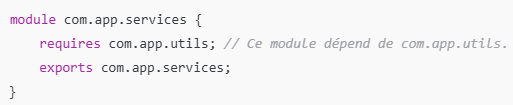 module com.app.services {
    requires com.app.utils; // Ce module dépend de com.app.utils.
    exports com.app.services;
}